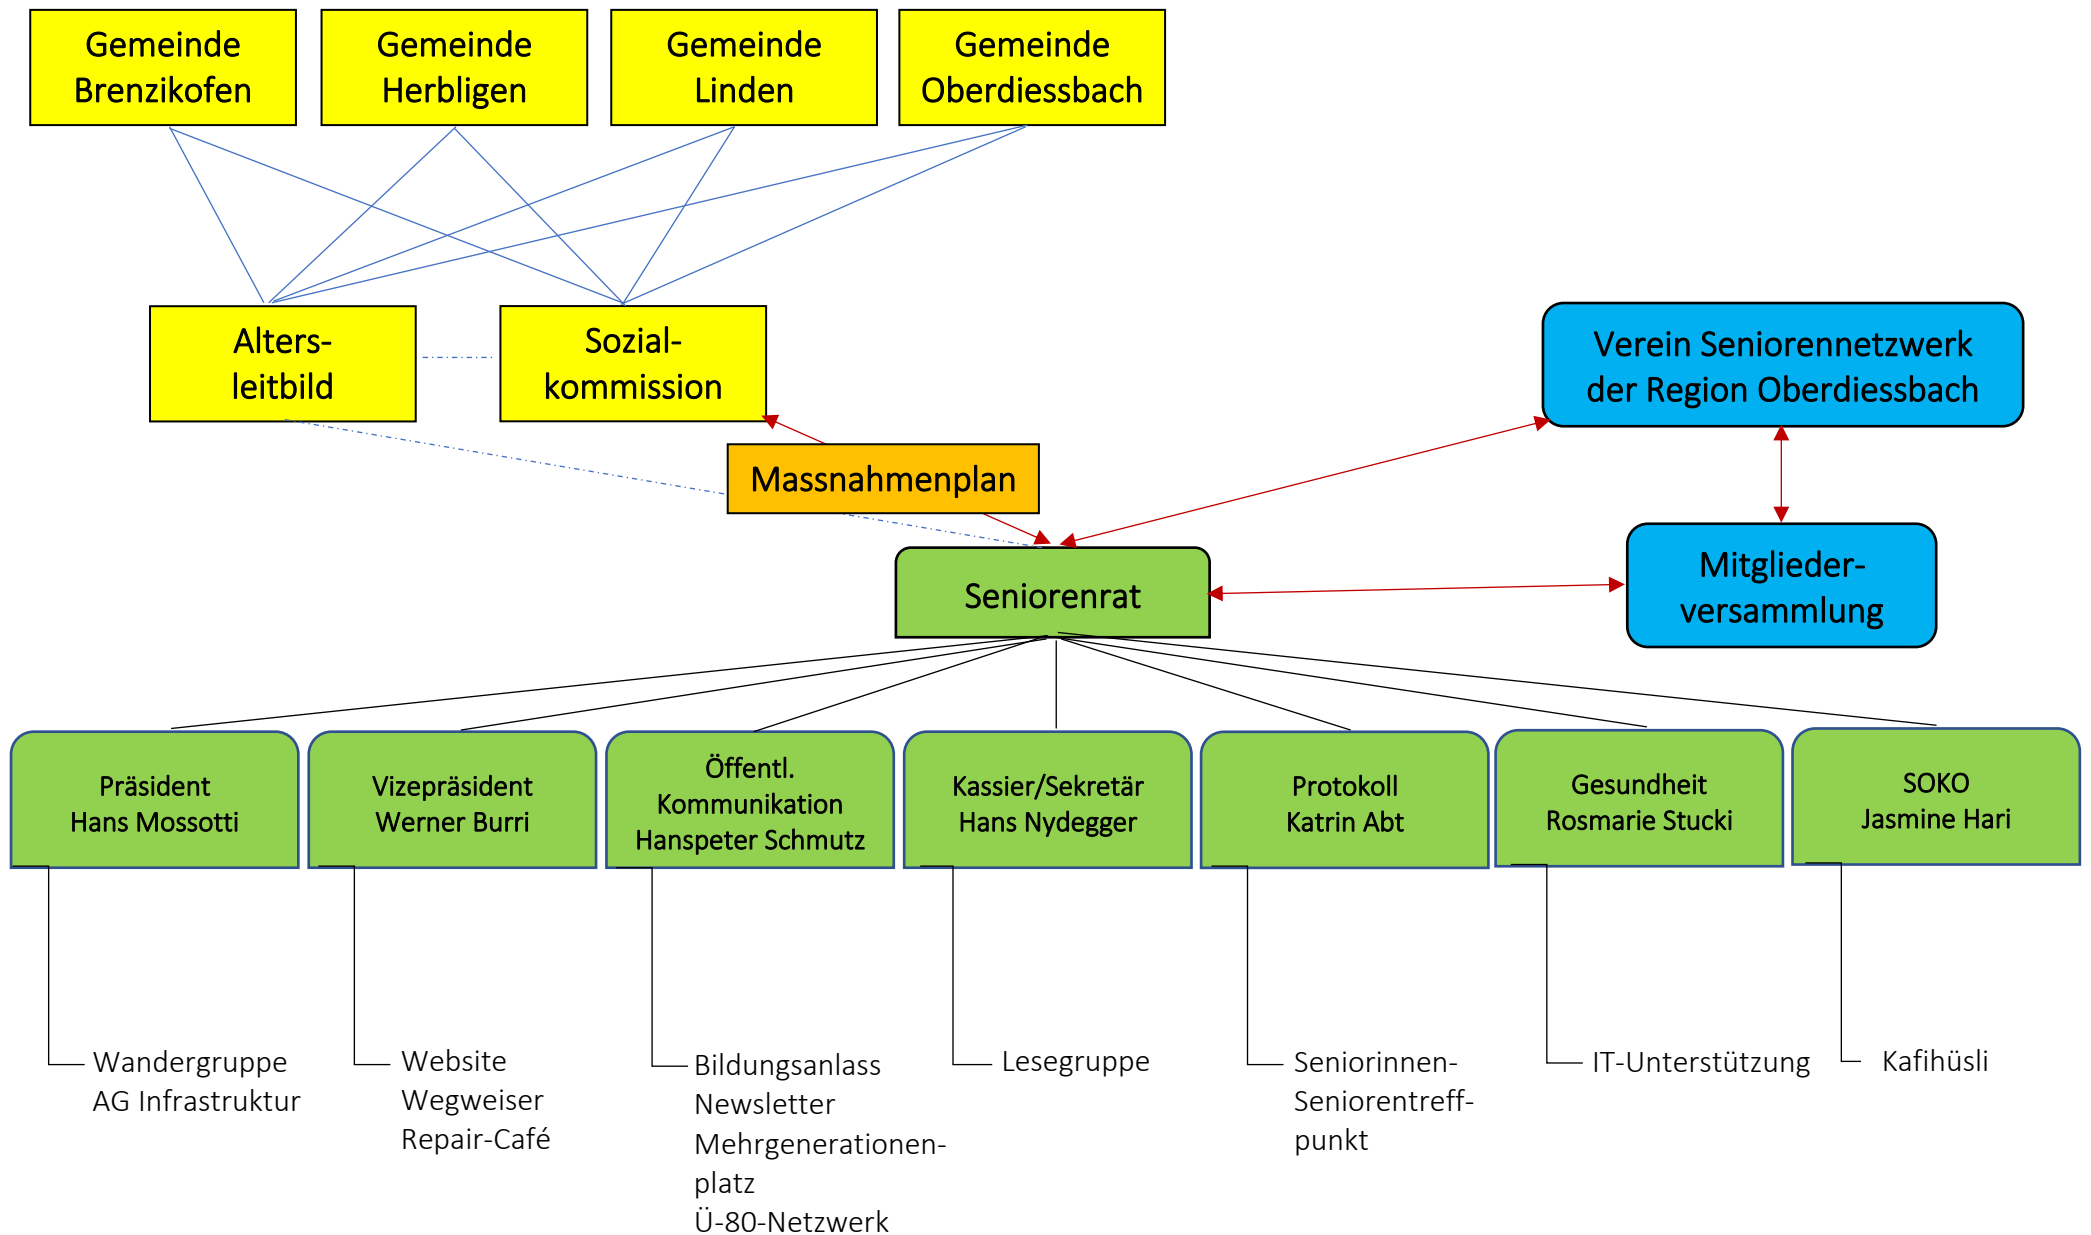 Gemeinde
Brenzikofen
Gemeinde
Herbligen
Gemeinde
Linden
Gemeinde
Oberdiessbach
Alters-
leitbild
Sozial-
kommission
Verein Seniorennetzwerk
der Region Oberdiessbach
Massnahmenplan
Seniorenrat
Mitglieder-
versammlung
Präsident
Hans Mossotti
Vizepräsident
Werner Burri
Öffentl.
Kommunikation
Hanspeter Schmutz
Kassier/Sekretär
Hans Nydegger
Protokoll
Katrin Abt
Gesundheit
Rosmarie Stucki
SOKO
Jasmine Hari
Wandergruppe
AG Infrastruktur
Website
Wegweiser
Repair-Café
Bildungsanlass
Newsletter
Mehrgenerationen-
platz
Ü-80-Netzwerk
Lesegruppe
Seniorinnen-
Seniorentreff-
punkt
IT-Unterstützung
Kafihüsli